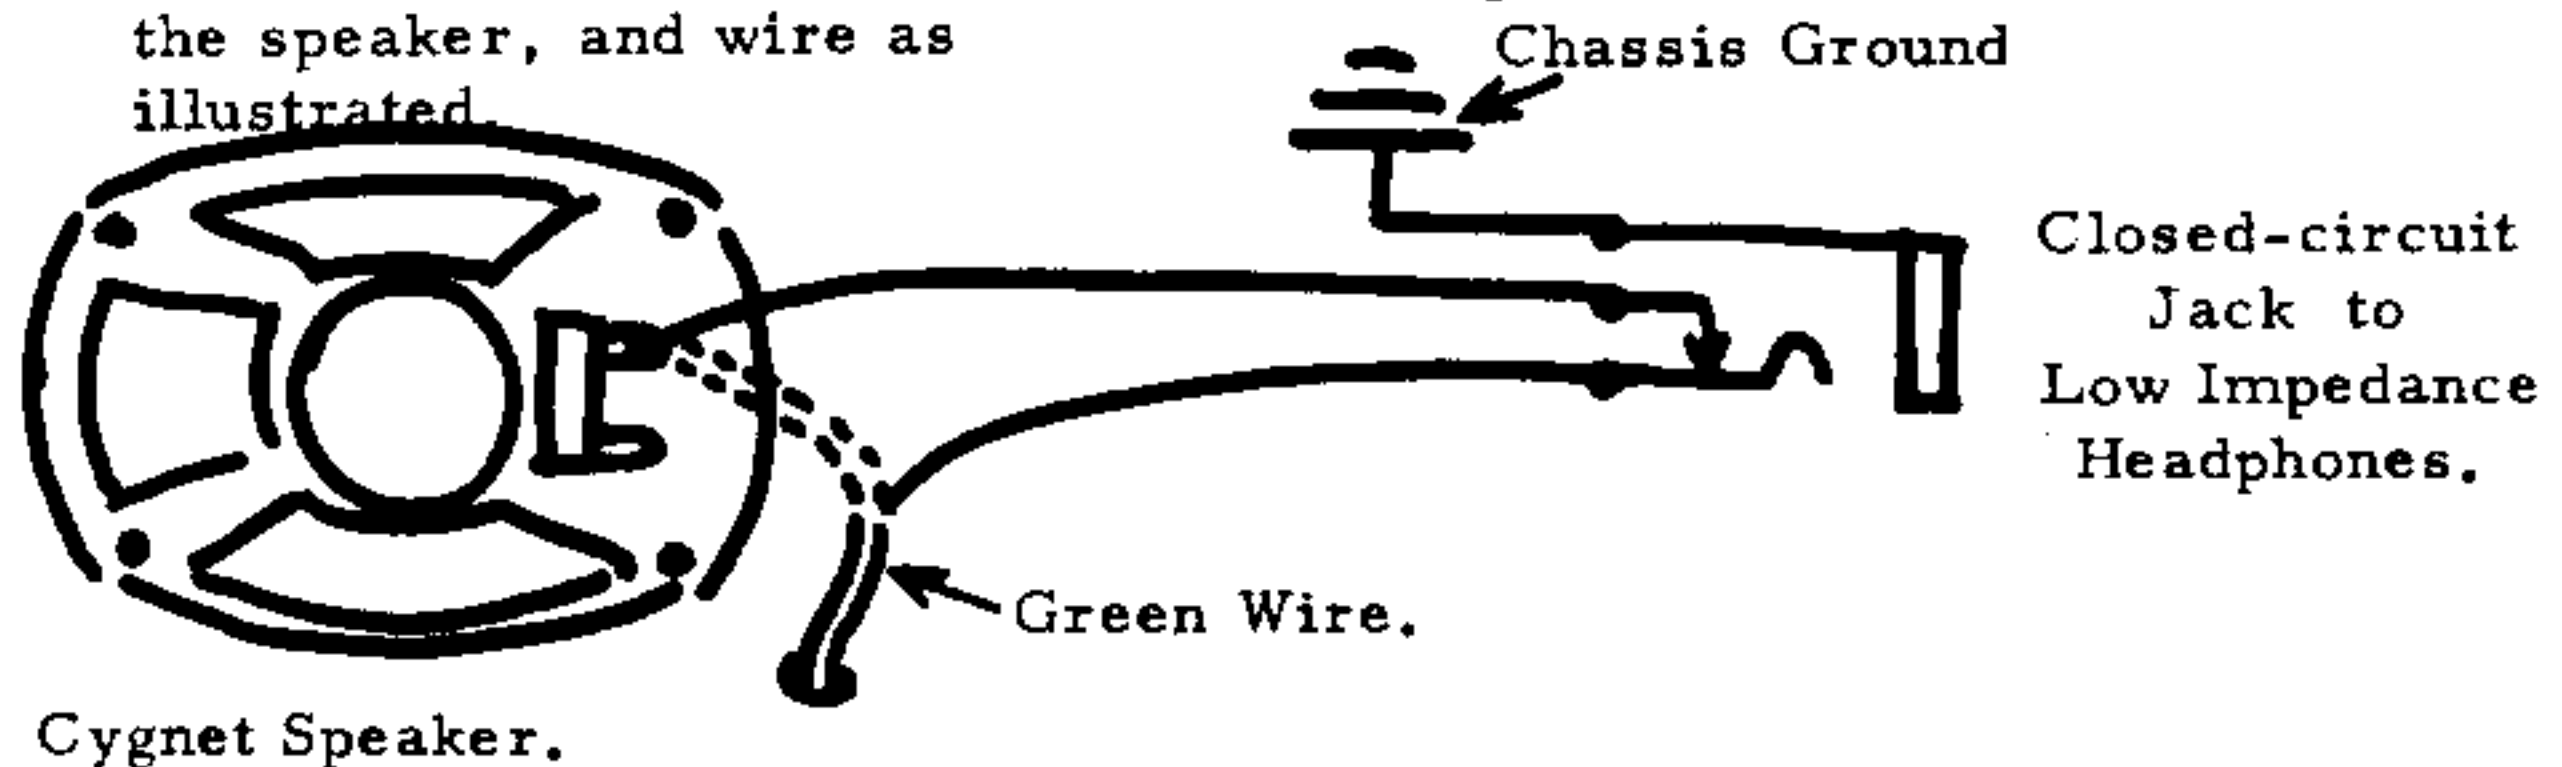 the speaker, and wire as
illustrated.
Chassis Ground
Closed-circuit
Jack to
Low Impedance
Headphones.
Green Wire.
Cygnet Speaker.